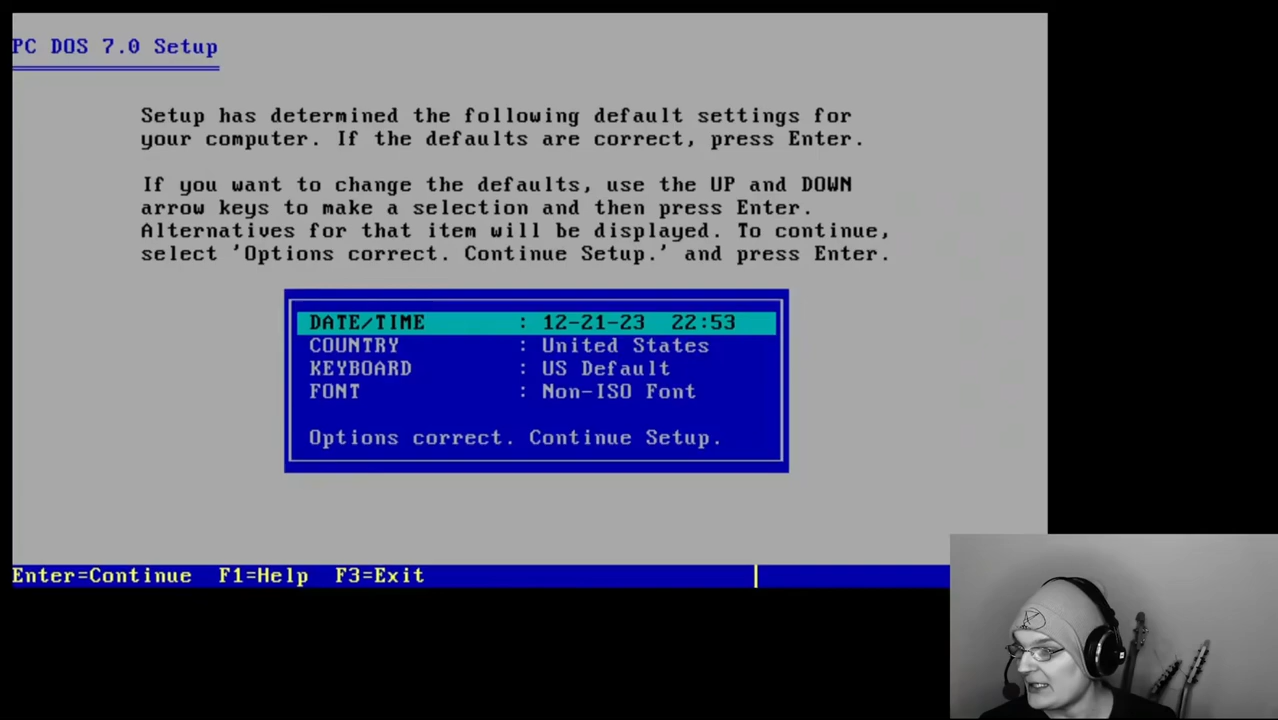 PC DOS 7.0 Setup
Setup has determined the following default settings for
your computer. If the defaults are correct, press Enter.
If you want to change the defaults, use the UP and DOWN
arrow keys to make a selection and then press Enter.
Alternatives for that item will be displayed. To continue,
select 'Options correct. Continue Setup.' and press Enter.
DATE/TIME : 12-21-23 22:53
COUNTRY : United States
KEYBOARD : US Default
FONT : Non-ISO Font
Options correct. Continue Setup.
Enter=Continue F1=Help F3=Exit